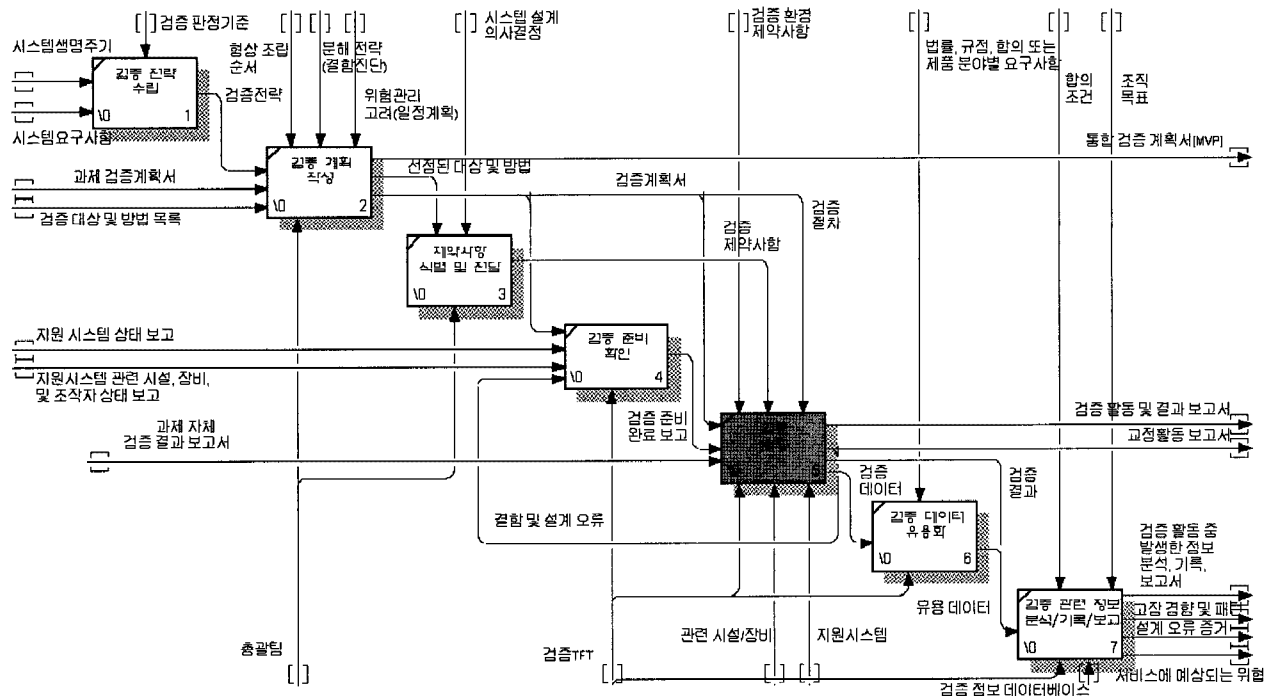 검증 판정기준
시스템생명주기
검증 전략
수립
\0 1
시스템요구사항
검증전략
형상 조립
순서
분해 전략
(결함진단)
위험관리
고려(일정계획)
시스템 설계
의사결정
검증 환경
제약사항
법률, 규정, 합의 또는
제품 분야별 요구사항
합의
조건
조직
목표
과제 검증계획서
검증 대상 및 방법 목록
검증 계획
작성
\0 2
선정된 대상 및 방법
통합 검증 계획서(MVP)
검증계획서
검증
절차
검증
제약사항
제약사항
식별 및 전달
\0 3
지원 시스템 상태 보고
지원시스템 관련 시설, 장비,
및 조작자 상태 보고
검증 준비
확인
\0 4
과제 자체
검증 결과 보고서
검증 준비
완료 보고
5
검증 활동 및 결과 보고서
교정활동 보고서
검증
데이터
검증
결과
결함 및 설계 오류
검증 데이터
유용화
\0 6
유용 데이터
검증 관련 정보
분석/기록/보고
\0 7
검증 활동 중
발생한 정보
분석, 기록,
보고서
고장 경향 및 패턴
설계 오류 증거
서비스에 예상되는 위협
총괄팀
검증TFT
관련 시설/장비
지원시스템
검증 정보 데이터베이스